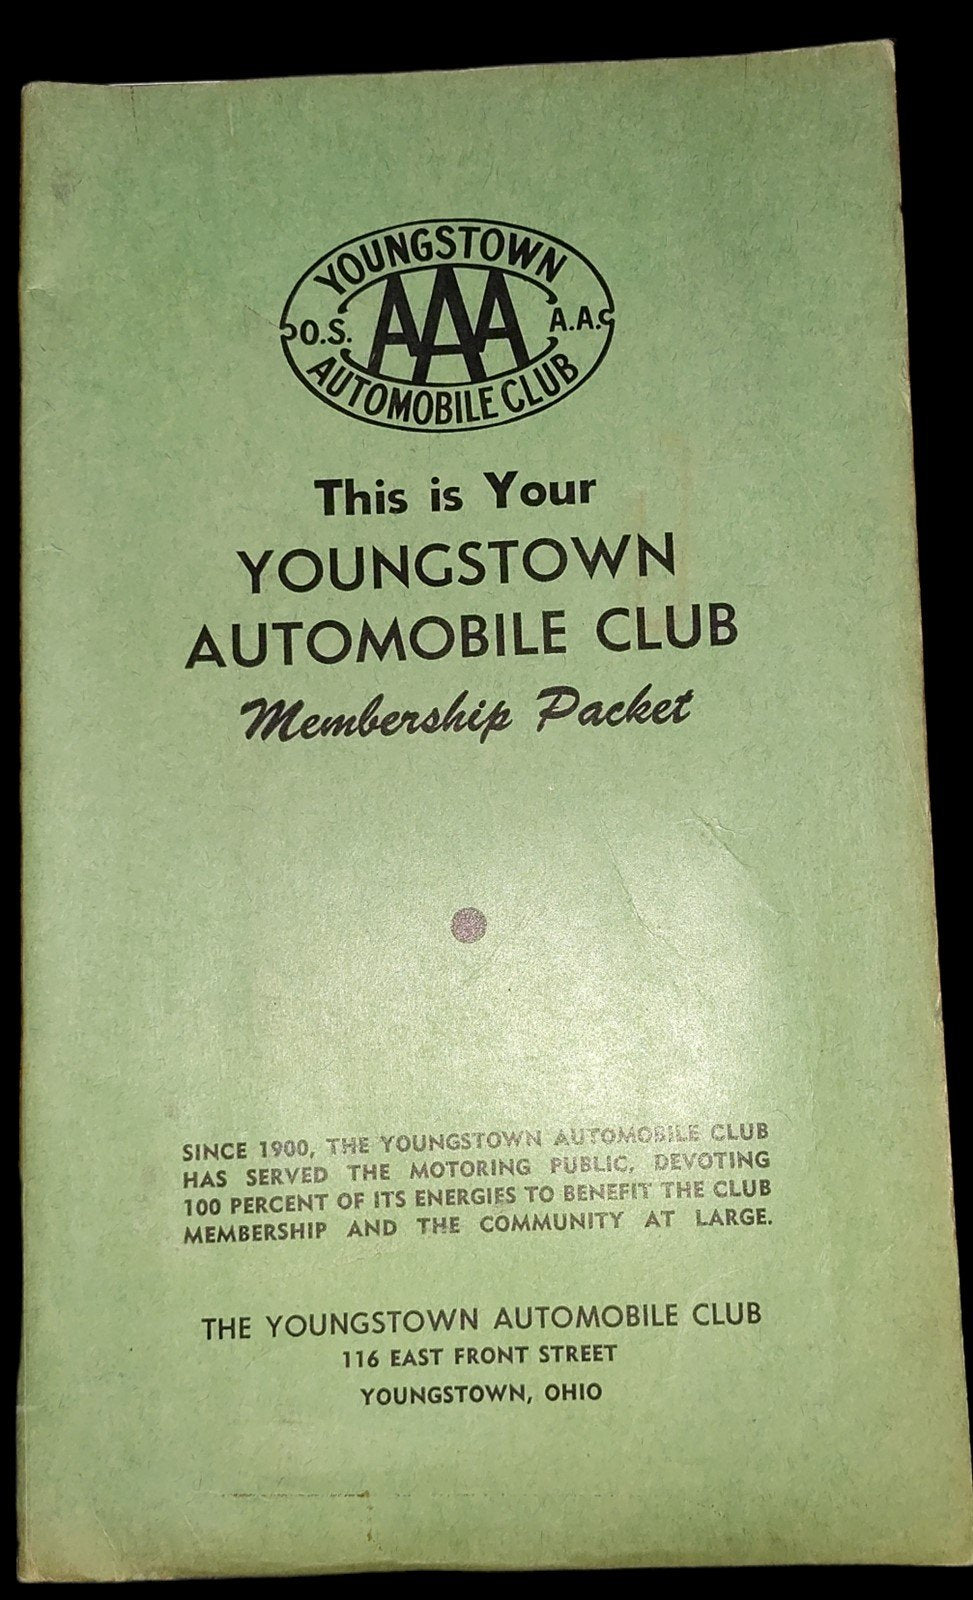 YOUNGSTOWN
O.S. AAA A.A.
AUTOMOBILE CLUB
This is Your
YOUNGSTOWN
AUTOMOBILE CLUB
Membership Packet
SINCE 1900, THE YOUNGSTOWN AUTOMOBILE CLUB
HAS SERVED THE MOTORING PUBLIC, DEVOTING
100 PERCENT OF ITS ENERGIES TO BENEFIT THE CLUB
MEMBERSHIP AND THE COMMUNITY AT LARGE.
THE YOUNGSTOWN AUTOMOBILE CLUB
116 EAST FRONT STREET
YOUNGSTOWN, OHIO